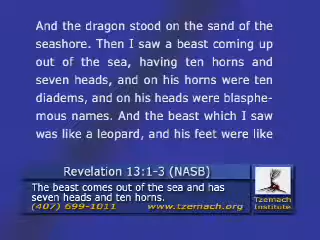 And the dragon stood on the sand of the
seashore. Then I saw a beast coming up
out of the sea, having ten horns and
seven heads, and on his horns were ten
diadems, and on his heads were blasphe-
mous names. And the beast which I saw
was like a leopard, and his feet were like
Revelation 13:1-3 (NASB)
The beast comes out of the sea and has
seven heads and ten horns.
(407) 699-1011 www.tzemach.org
Tzemach
Institute